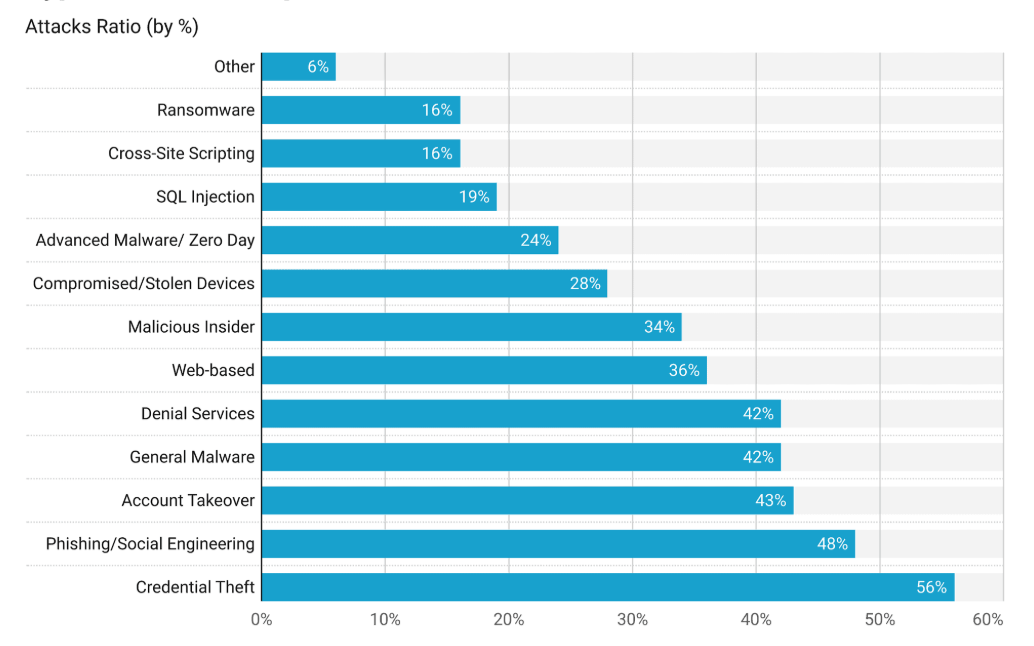 Attacks Ratio (by %)
Other 6%
Ransomware 16%
Cross-Site Scripting 16%
SQL Injection 19%
Advanced Malware/ Zero Day 24%
Compromised/Stolen Devices 28%
Malicious Insider 34%
Web-based 36%
Denial Services 42%
General Malware 42%
Account Takeover 43%
Phishing/Social Engineering 48%
Credential Theft 56%
0% 10% 20% 30% 40% 50% 60%